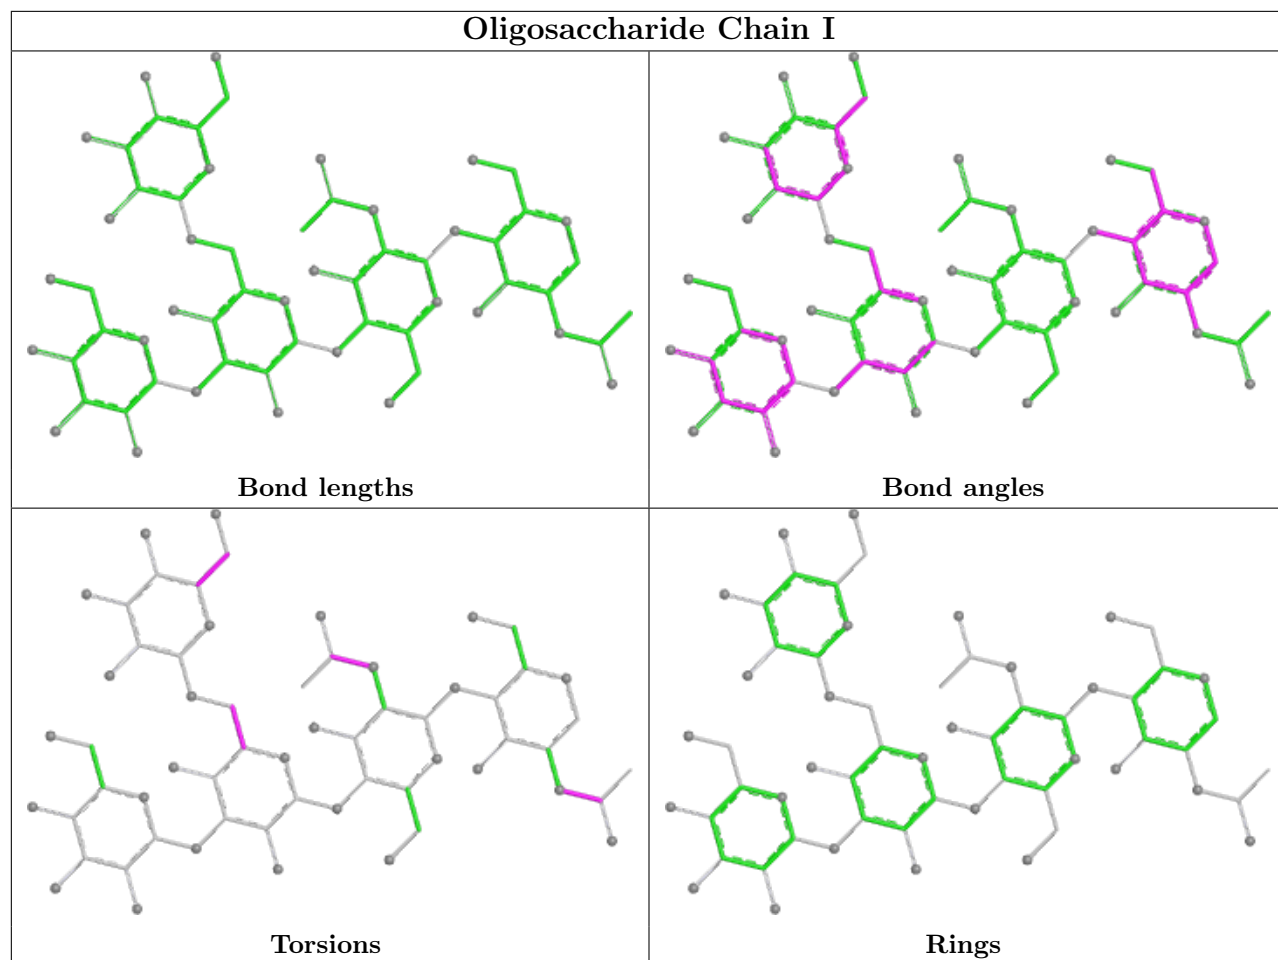 Oligosaccharide Chain I
Bond lengths
Bond angles
Torsions
Rings